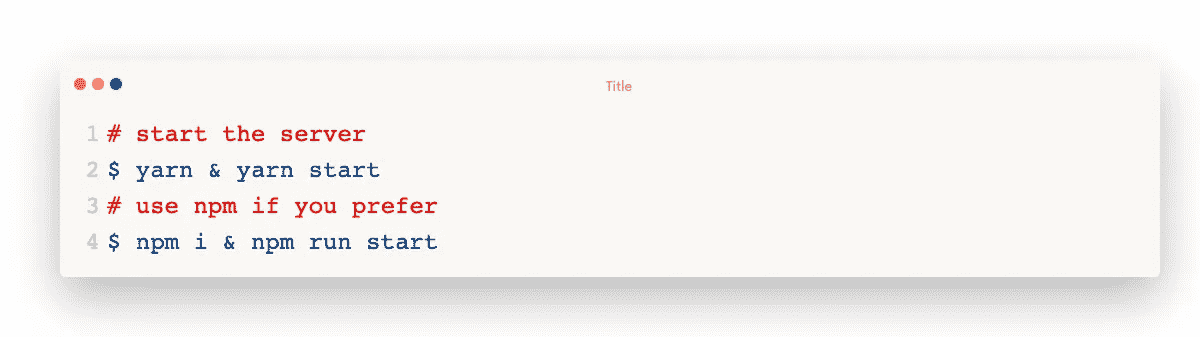 Title
1 # start the server
2 $ yarn & yarn start
3 # use npm if you prefer
4 $ npm i & npm run start